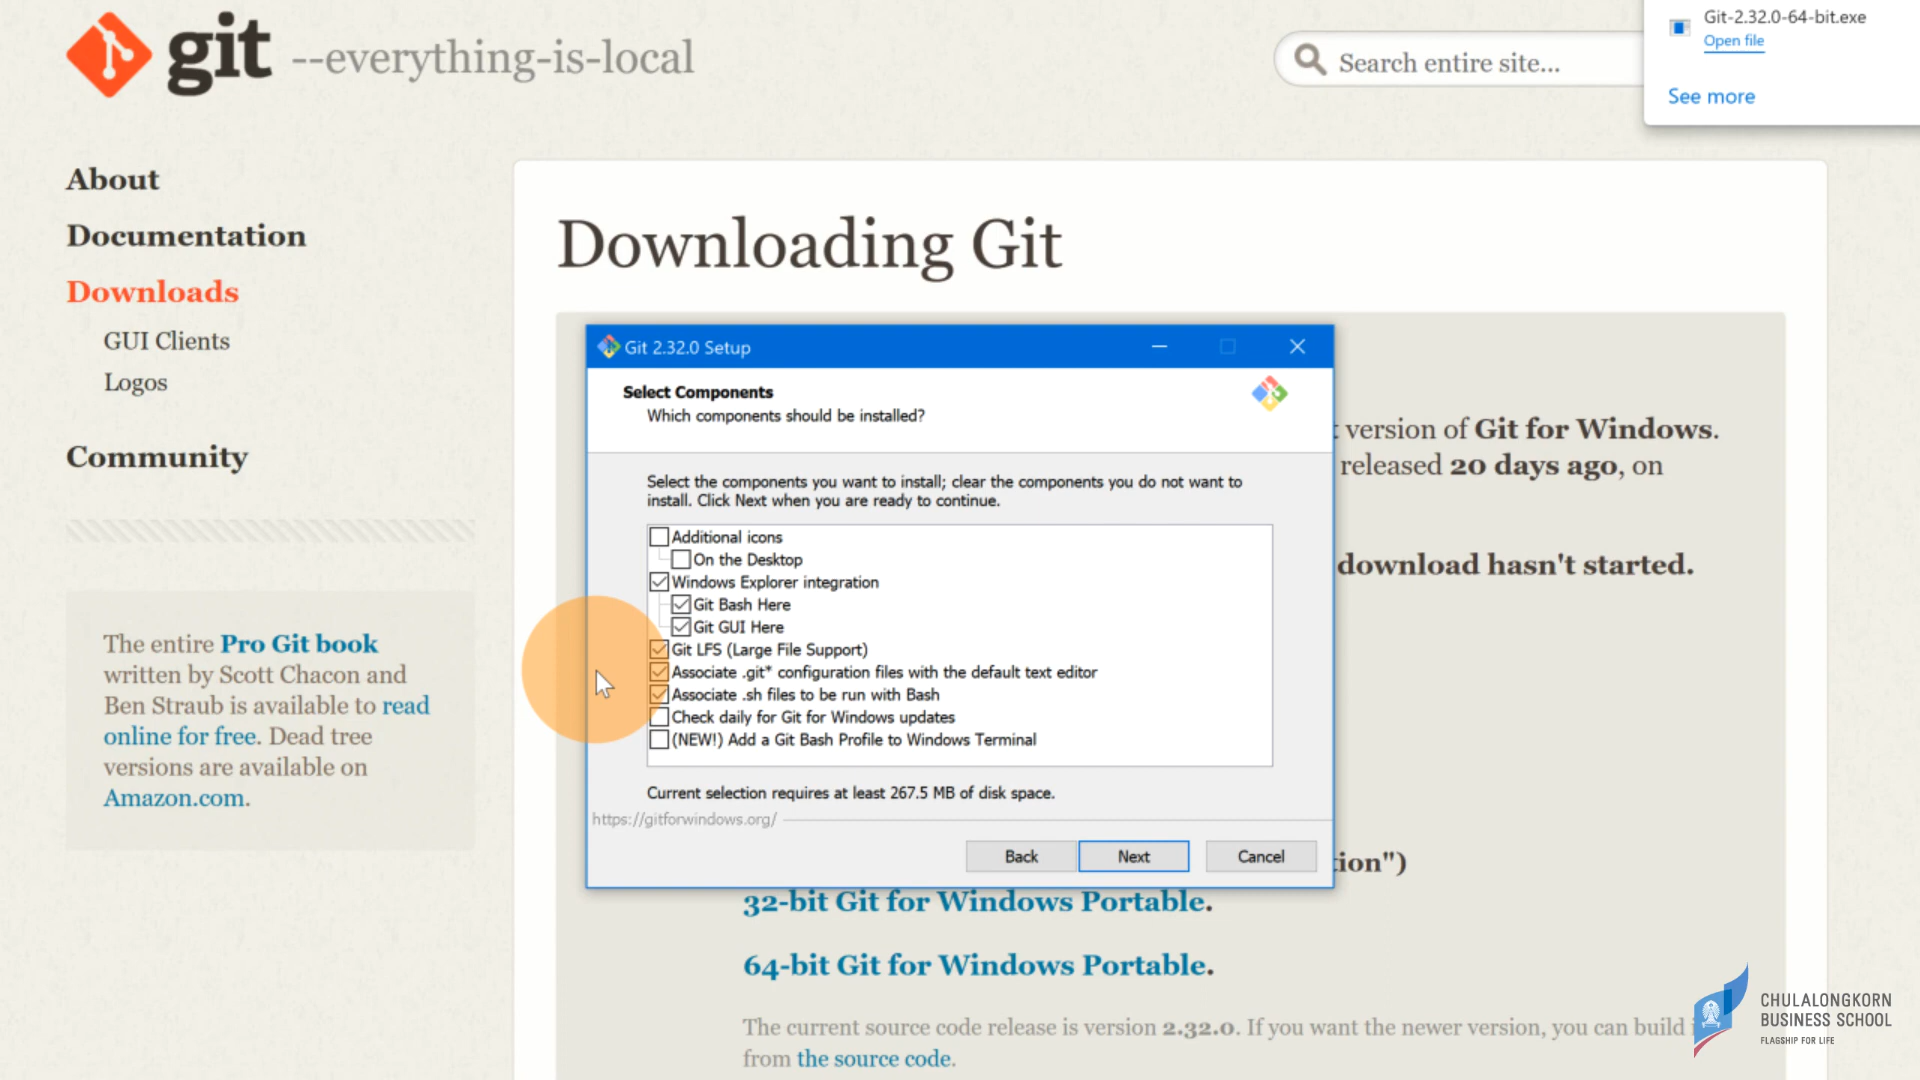 git --everything-is-local
Search entire site...
Git-2.32.0-64-bit.exe
Open file
See more
About
Documentation
Downloads
GUI Clients
Logos
Community
The entire Pro Git book
written by Scott Chacon and
Ben Straub is available to read
online for free. Dead tree
versions are available on
Amazon.com.
Downloading Git
version of Git for Windows.
released 20 days ago, on
download hasn't started.
Git 2.32.0 Setup
Select Components
Which components should be installed?
Select the components you want to install; clear the components you do not want to
install. Click Next when you are ready to continue.
Additional icons
On the Desktop
Windows Explorer integration
Git Bash Here
Git GUI Here
Git LFS (Large File Support)
Associate .git* configuration files with the default text editor
Associate .sh files to be run with Bash
Check daily for Git for Windows updates
(NEW!) Add a Git Bash Profile to Windows Terminal
Current selection requires at least 267.5 MB of disk space.
https://gitforwindows.org/
Back
Next
Cancel
32-bit Git for Windows Portable.
64-bit Git for Windows Portable.
The current source code release is version 2.32.0. If you want the newer version, you can build
from the source code.
CHULALONGKORN
BUSINESS SCHOOL
FLAGSHIP FOR LIFE